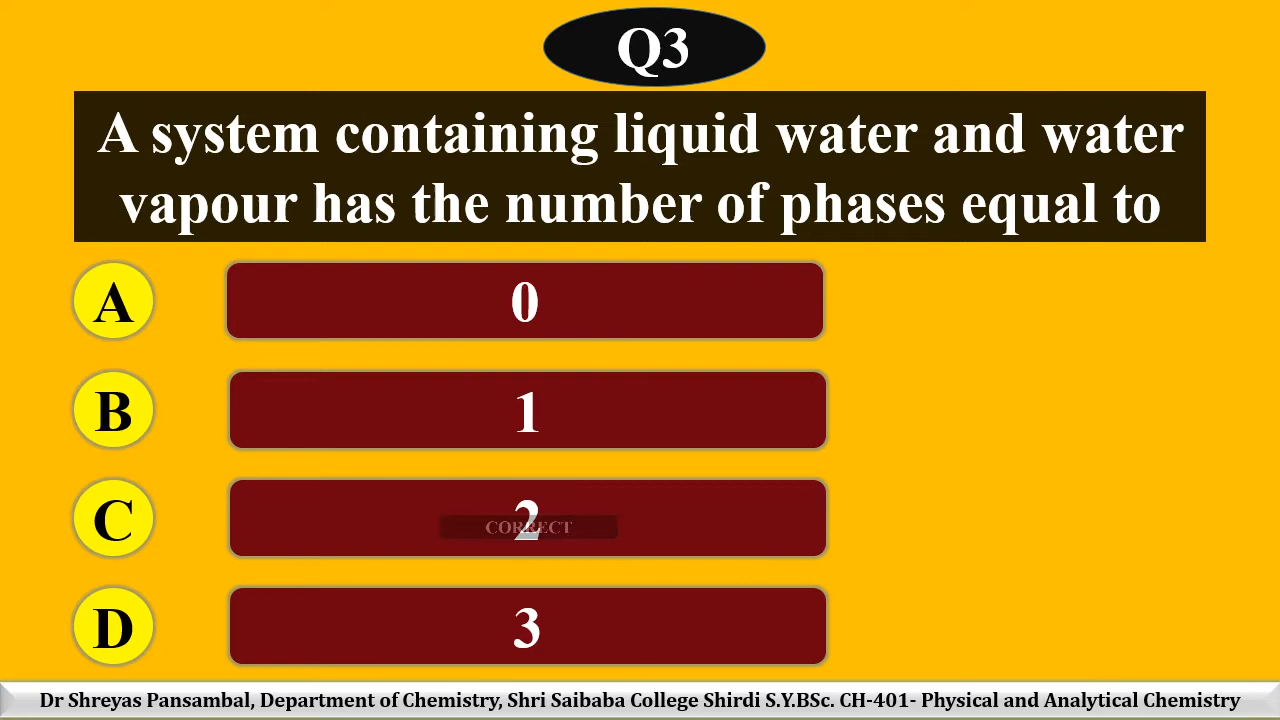 Q3
A system containing liquid water and water
vapour has the number of phases equal to
A
0
B
1
C
2
CORRECT
D
3
Dr Shreyas Pansambal, Department of Chemistry, Shri Saibaba College Shirdi S.Y.BSc. CH-401- Physical and Analytical Chemistry